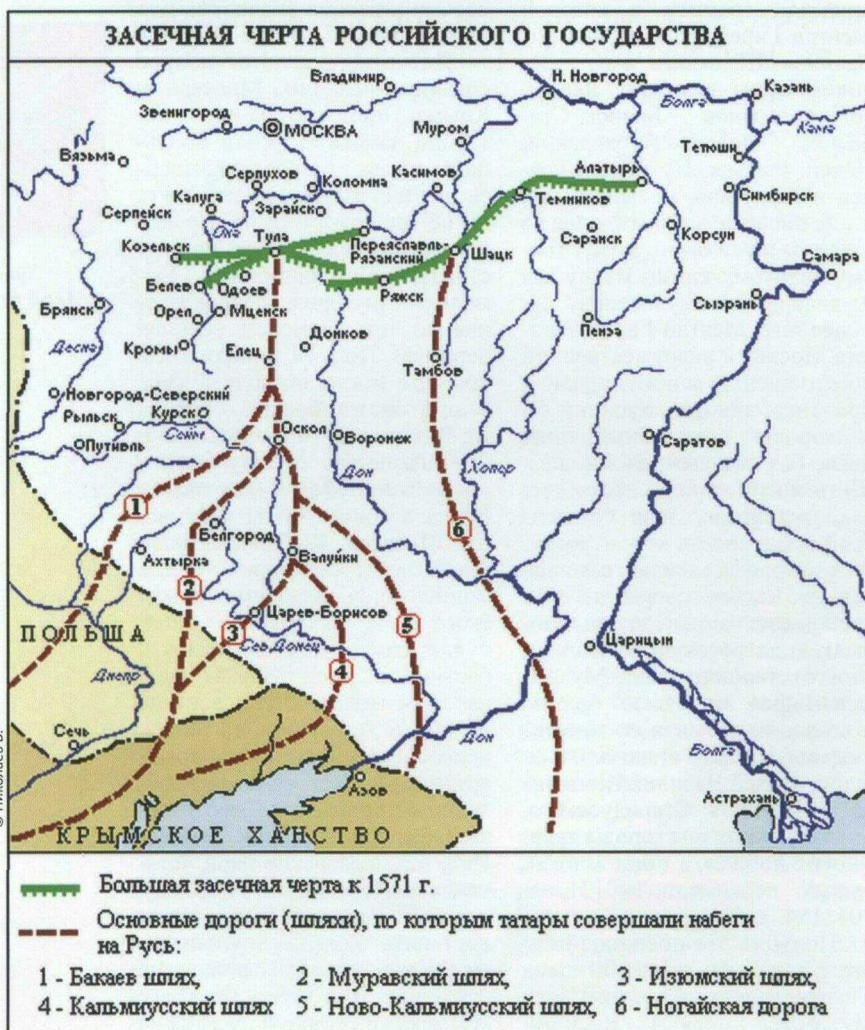 ЗАСЕЧНАЯ ЧЕРТА РОССИЙСКОГО ГОСУДАРСТВА
Владимир
Н. Новгород
Волга
Казань
Кама
Звенигород
МОСКВА
Муром
Тетюши
Вязьма
Серпухов
Коломна
Касимов
Алатырь
Симбирск
Калуга
Зарайск
Темников
Серпейск
Ока
Тула
Переяславль-
Рязанский
Шацк
Саранск
Корсун
Козельск
Самара
Белев
Одоев
Ряжск
Сызрань
Брянск
Орел
Мценск
Пенза
Десна
Кромы
Донков
Елец
Тамбов
Новгород-Северский
Рыльск
Курск
Сейм
Оскол
Воронеж
Саратов
Путивль
Дон
Хопер
1
6
Белгород
Ахтырка
Валуйки
2
Царев-Борисов
3
5
ПОЛЬША
Сев. Донец
Царицын
4
Днепр
Сечь
Дон
Волга
Азов
Астрахань
КРЫМСКОЕ ХАНСТВО
Большая засечная черта к 1571 г.
Основные дороги (шляхи), по которым татары совершали набеги
на Русь:
1 - Бакаев шлях, 2 - Муравский шлях, 3 - Изюмский шлях,
4 - Кальмиусский шлях 5 - Ново-Кальмиусский шлях, 6 - Ногайская дорога